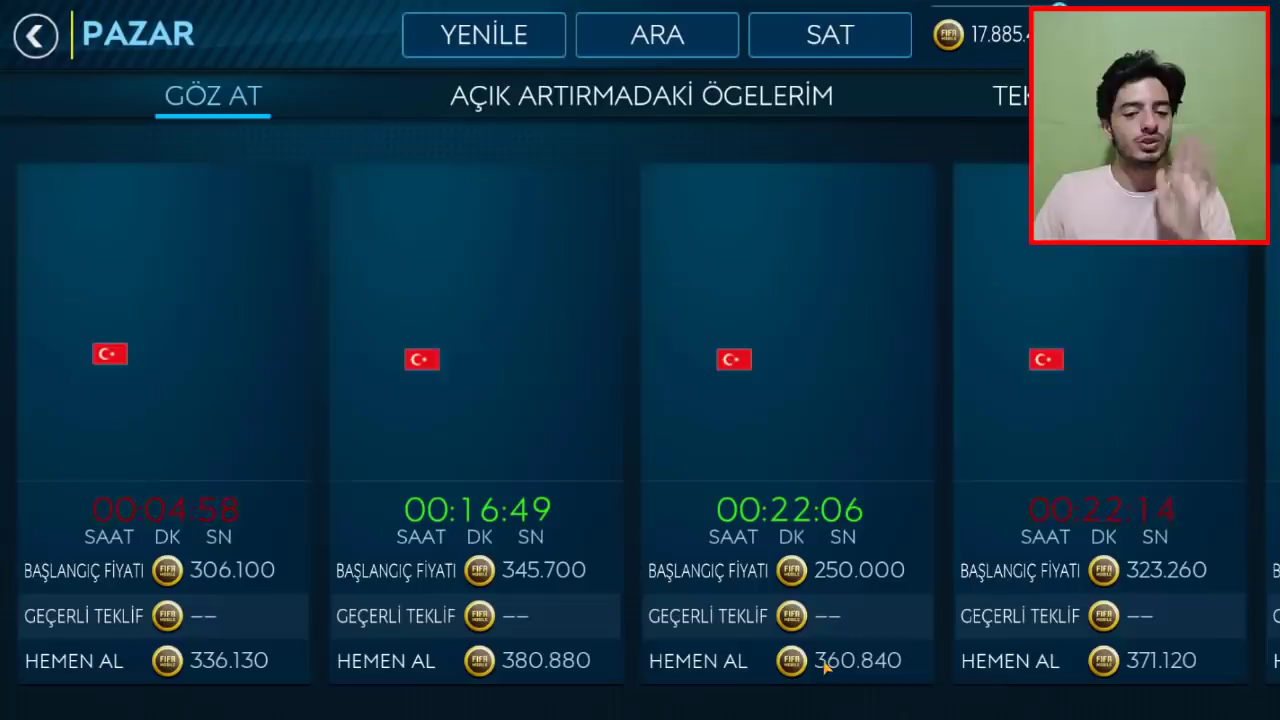 PAZAR
YENİLE
ARA
SAT
17.885.
GÖZ AT
AÇIK ARTIRMADAKİ ÖGELERİM
00:04:58
SAAT DK SN
BAŞLANGIÇ FİYATI 306.100
GEÇERLİ TEKLİF --
HEMEN AL 336.130
00:16:49
SAAT DK SN
BAŞLANGIÇ FİYATI 345.700
GEÇERLİ TEKLİF --
HEMEN AL 380.880
00:22:06
SAAT DK SN
BAŞLANGIÇ FİYATI 250.000
GEÇERLİ TEKLİF --
HEMEN AL 360.840
00:22:14
SAAT DK SN
BAŞLANGIÇ FİYATI 323.260
GEÇERLİ TEKLİF --
HEMEN AL 371.120